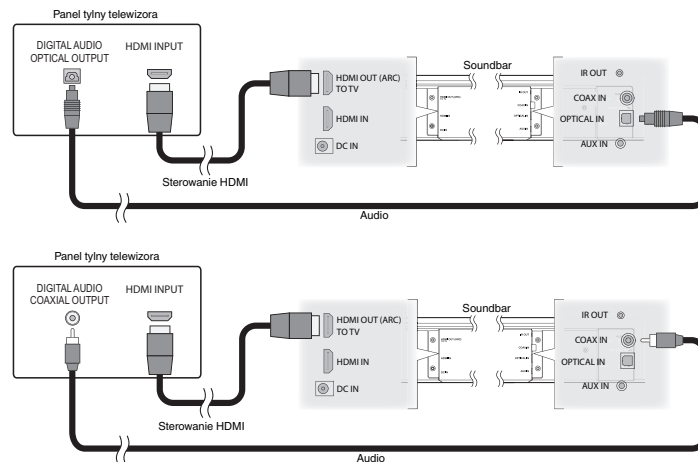 Panel tylny telewizora
DIGITAL AUDIO
OPTICAL OUTPUT
HDMI INPUT
HDMI OUT (ARC)
TO TV
HDMI IN
DC IN
Soundbar
IR OUT
COAX IN
OPTICAL IN
AUX IN
Sterowanie HDMI
Audio
Panel tylny telewizora
DIGITAL AUDIO
COAXIAL OUTPUT
HDMI INPUT
HDMI OUT (ARC)
TO TV
HDMI IN
DC IN
Soundbar
IR OUT
COAX IN
OPTICAL IN
AUX IN
Sterowanie HDMI
Audio